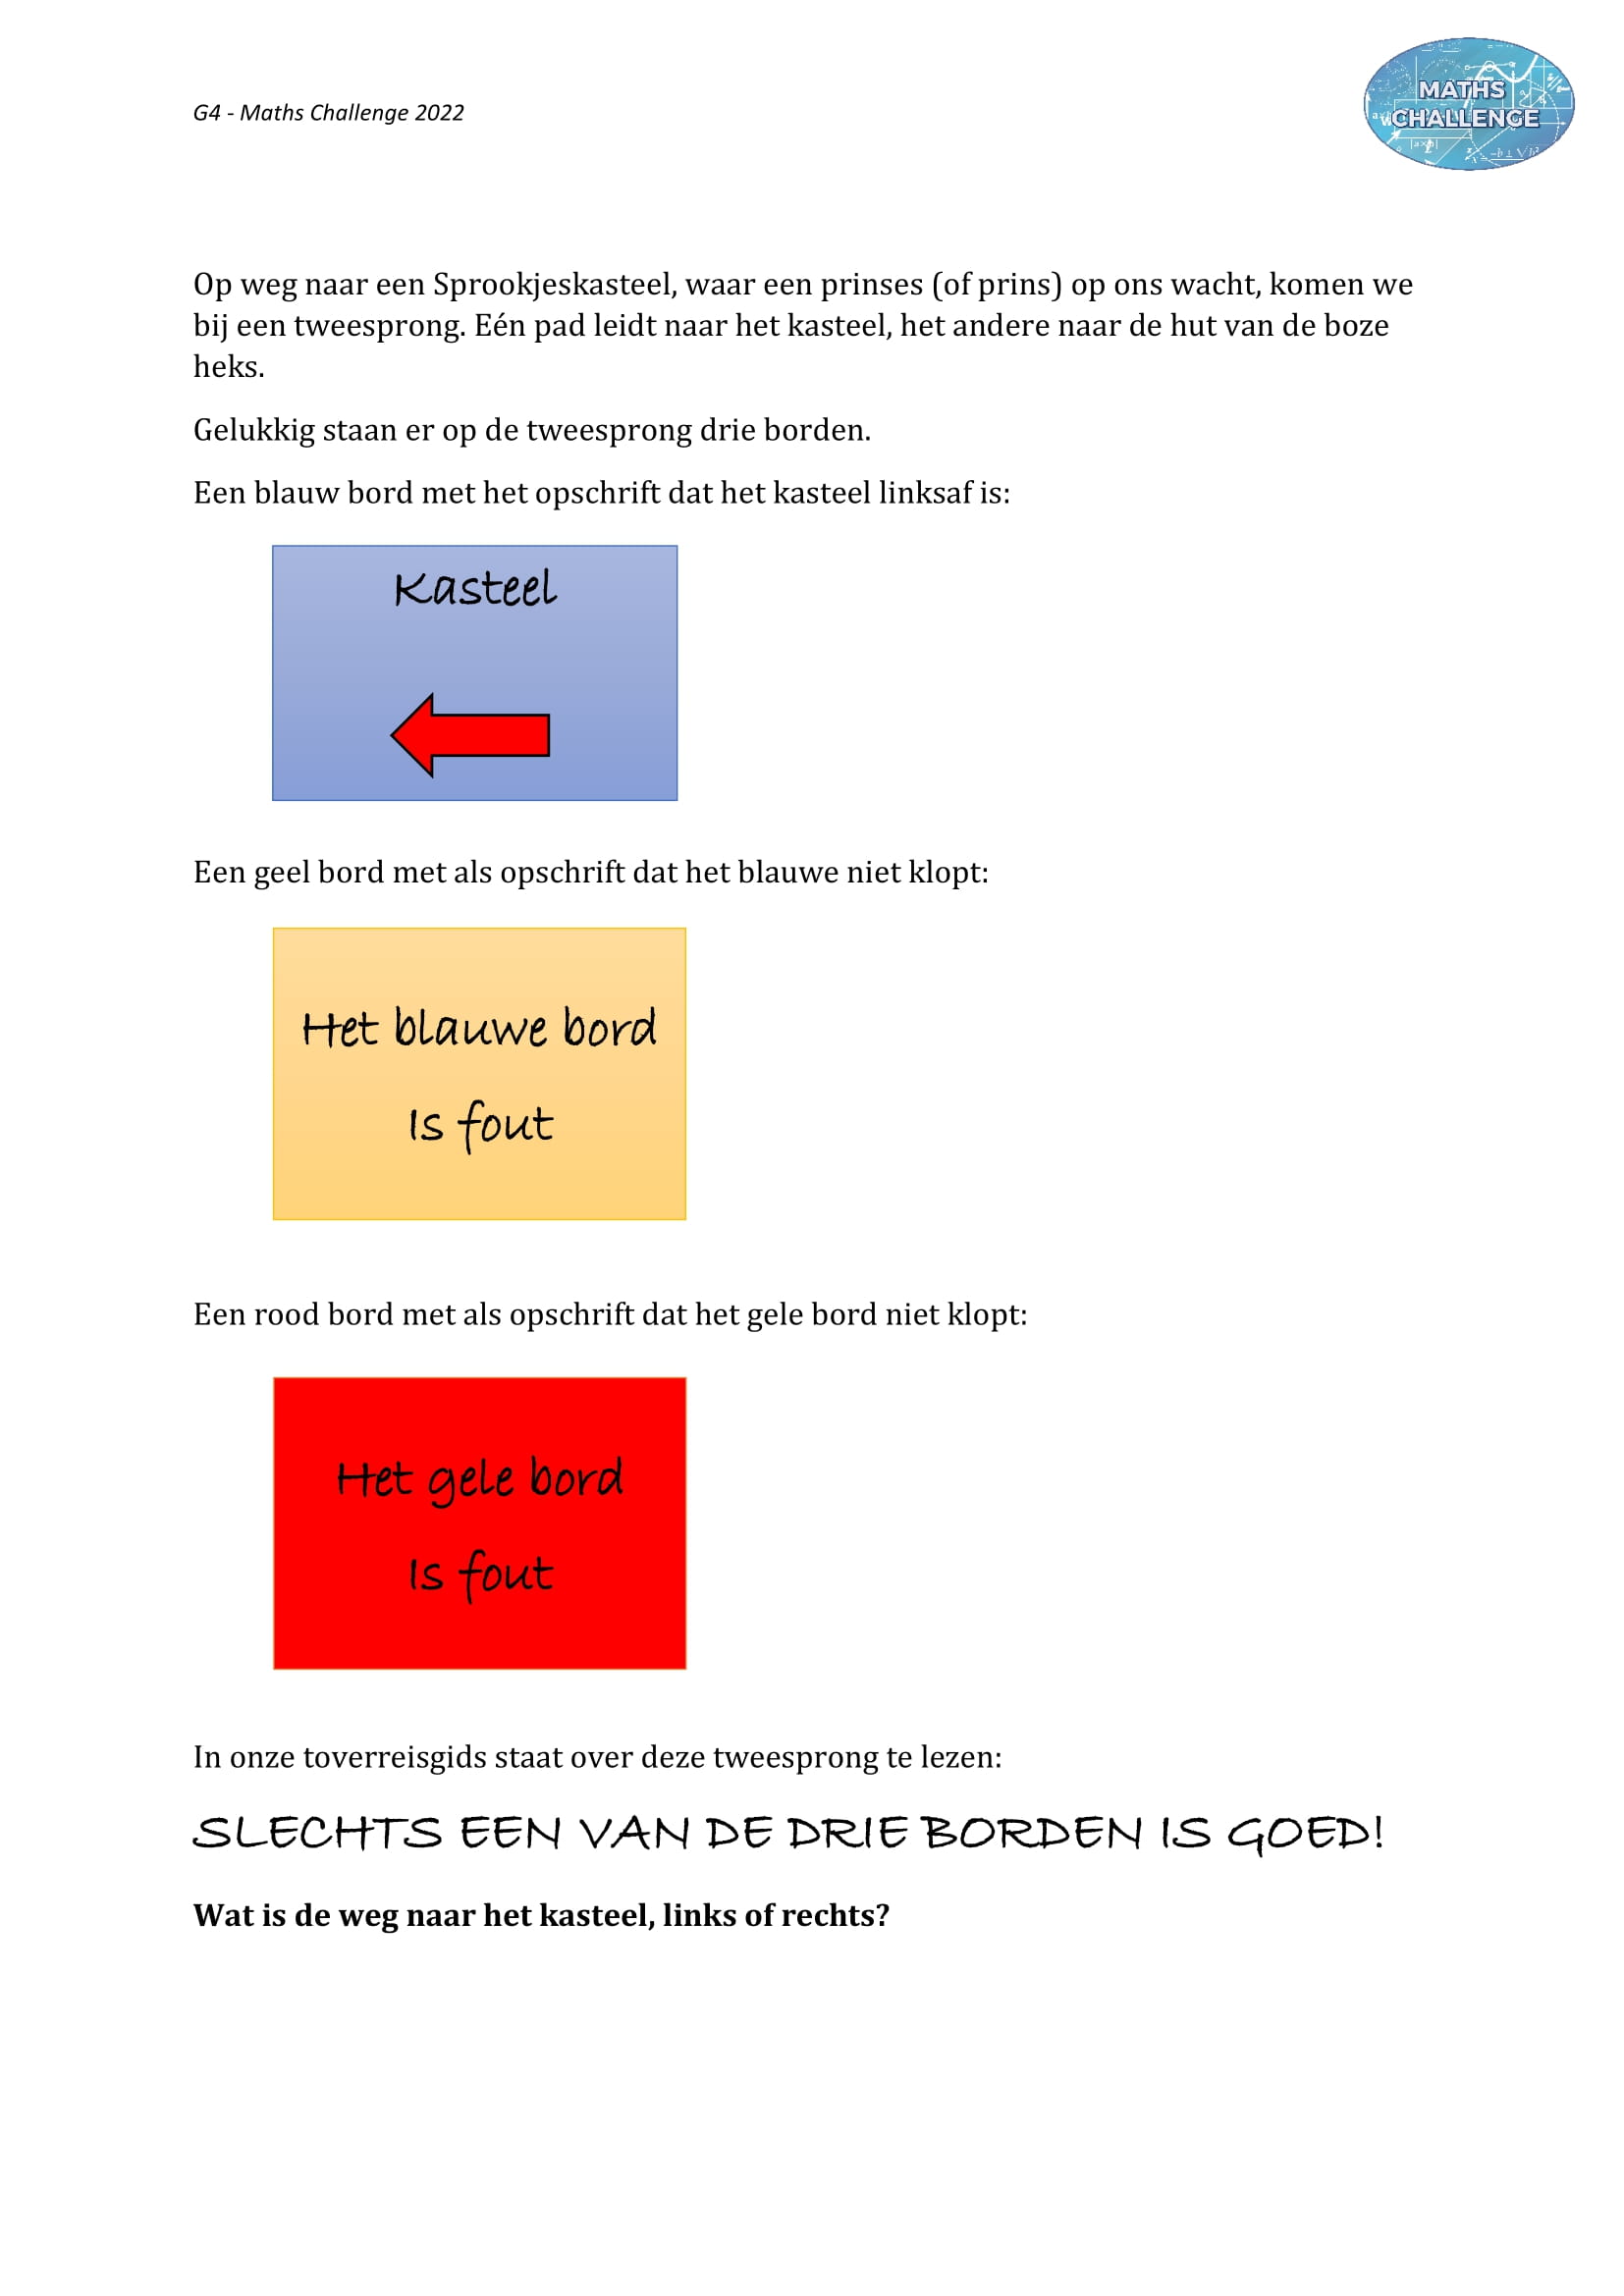 G4 - Maths Challenge 2022
MATHS
CHALLENGE
Op weg naar een Sprookjeskasteel, waar een prinses (of prins) op ons wacht, komen we
bij een tweesprong. Eén pad leidt naar het kasteel, het andere naar de hut van de boze
heks.
Gelukkig staan er op de tweesprong drie borden.
Een blauw bord met het opschrift dat het kasteel linksaf is:
Kasteel
Een geel bord met als opschrift dat het blauwe niet klopt:
Het blauwe bord
Is fout
Een rood bord met als opschrift dat het gele bord niet klopt:
Het gele bord
Is fout
In onze toverreisgids staat over deze tweesprong te lezen:
SLECHTS EEN VAN DE DRIE BORDEN IS GOED!
Wat is de weg naar het kasteel, links of rechts?